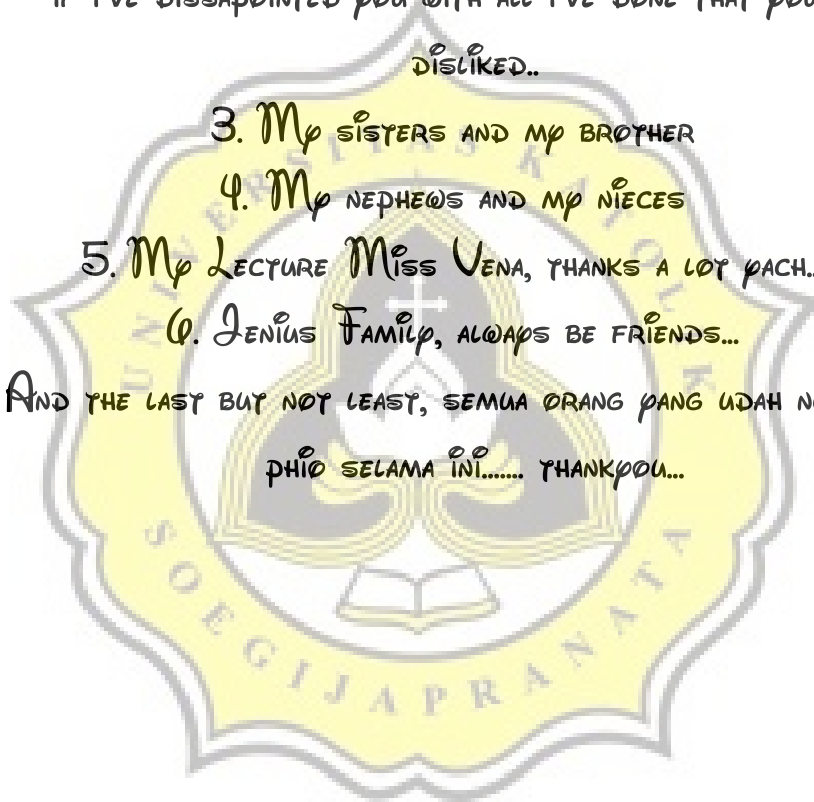 IF I'VE DISSAPOINTED YOU WITH ALL I'VE DONE THAT YOU
DISLIKED..
3. My SISTERS AND MY BROTHER
4. My NEPHEWS AND MY NIECES
5. My LECTURE MISS VENA, THANKS A LOT YACH..
6. JENIUS FAMILY, ALWAYS BE FRIENDS...
AND THE LAST BUT NOT LEAST, SEMUA ORANG YANG UDAH
PHIO SELAMA INI....... THANKYOU...
UNIVERSITAS KATOLIK
SOEGIJAPRANATA